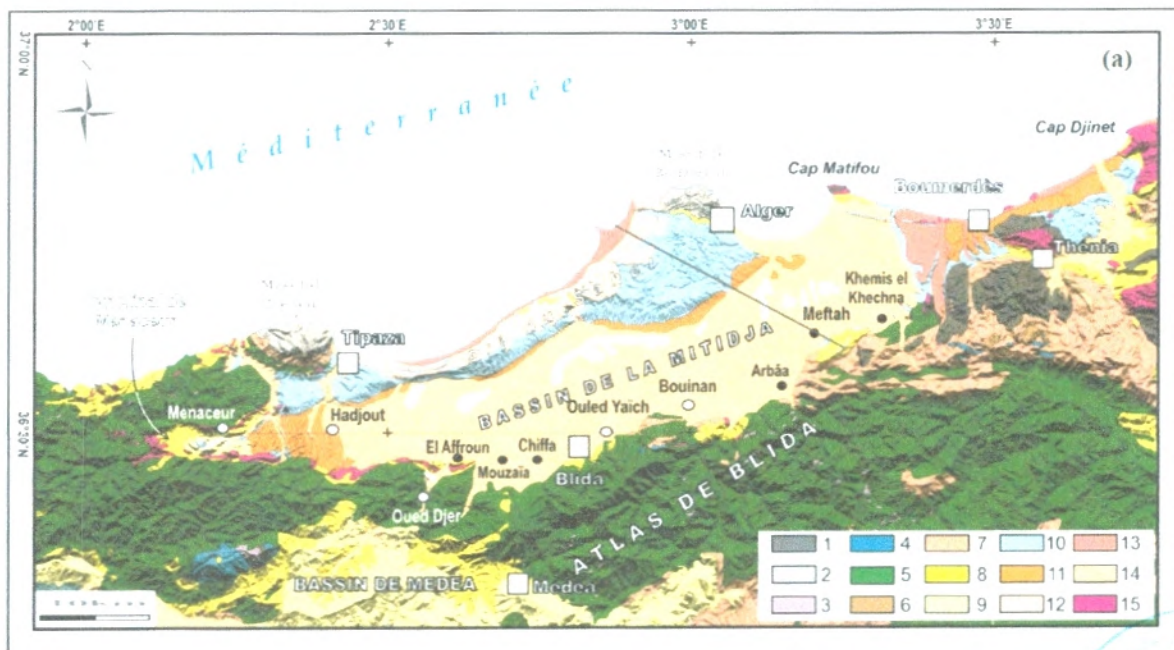 2°00'E 2°30'E 3°00'E 3°30'E
37°00'N
(a)
Méditerranée
Cap Djinet
Cap Matifou
Boumerdès
Alger
Thénia
Khemis el
Khechna
Meftah
Tipaza
BASSIN DE LA MITIDJA
Arbâa
Bouinan
Ouled Yaïch
Menaceur
Hadjout
36°30'N
El Affroun
Chiffa
Mouzaïa
Blida
Oued Djer
ATLAS DE BLIDA
BASSIN DE MEDEA
Médéa
1 4 7 10 13
2 5 8 11 14
3 6 9 12 15